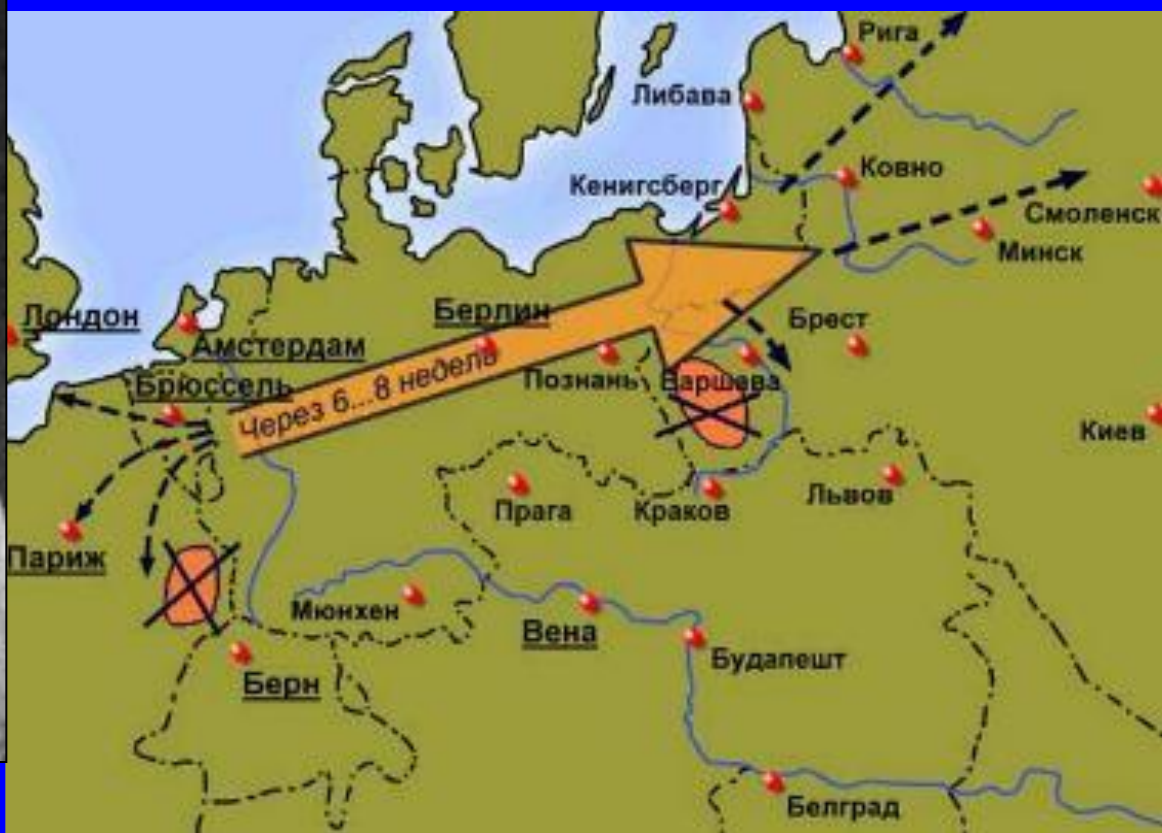 Рига
Либава
Ковно
Кенигсберг
Смоленск
Минск
Лондон
Берлин
Амстердам
Брест
Брюссель
Через 6...8 недель
Познань
Варшава
Киев
Прага
Краков
Львов
Париж
Мюнхен
Вена
Будапешт
Берн
Белград